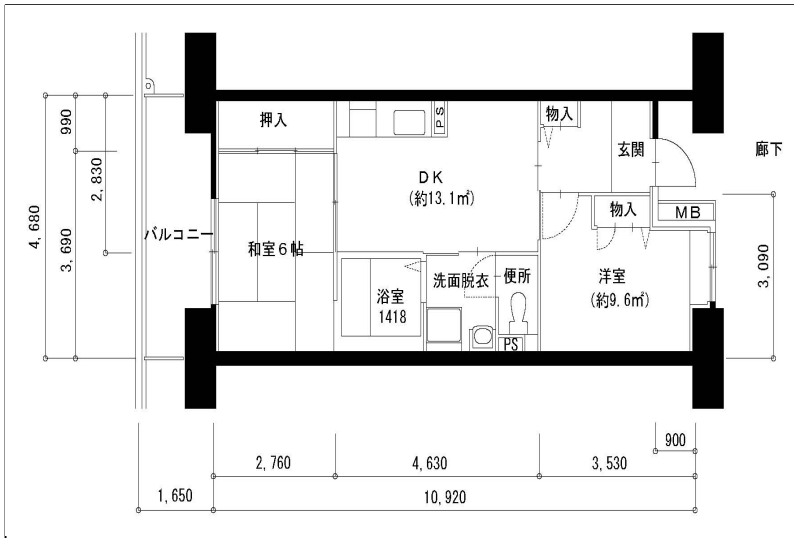 押入
PS
物入
玄関
廊下
DK
(約13.1㎡)
物入
MB
バルコニー
和室6帖
浴室
1418
洗面脱衣
便所
洋室
(約9.6㎡)
PS
990
2,830
4,680
3,690
3,090
900
2,760
4,630
3,530
1,650
10,920